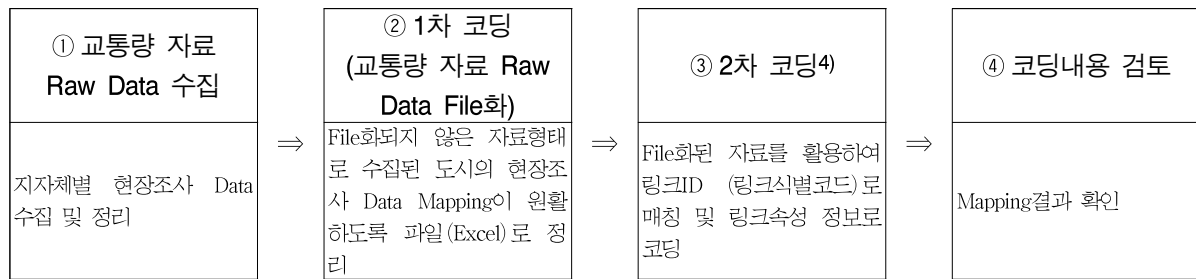 ① 교통량 자료
Raw Data 수집
지자체별 현장조사 Data
수집 및 정리
⇒
② 1차 코딩
(교통량 자료 Raw
Data File화)
File화되지 않은 자료형태
로 수집된 도시의 현장조
사 Data Mapping이 원활
하도록 파일(Excel)로 정
리
⇒
③ 2차 코딩4)
File화된 자료를 활용하여
링크ID (링크식별코드)로
매칭 및 링크속성 정보로
코딩
⇒
④ 코딩내용 검토
Mapping결과 확인